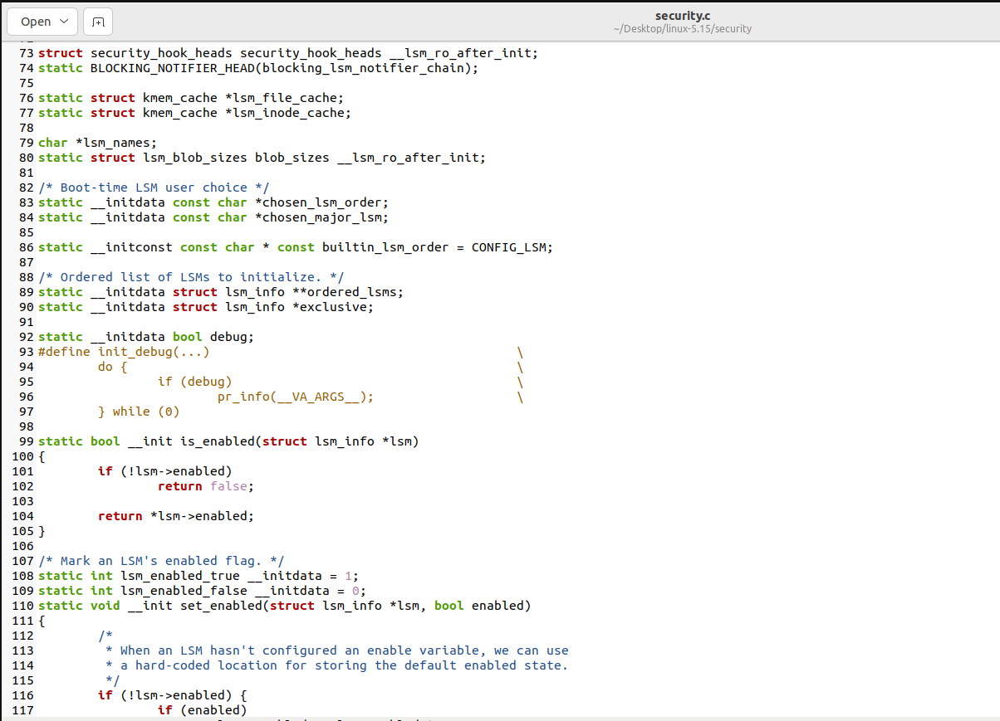 Open
security.c
~/Desktop/linux-5.15/security
73 struct security_hook_heads security_hook_heads __lsm_ro_after_init;
74 static BLOCKING_NOTIFIER_HEAD(blocking_lsm_notifier_chain);
75
76 static struct kmem_cache *lsm_file_cache;
77 static struct kmem_cache *lsm_inode_cache;
78
79 char *lsm_names;
80 static struct lsm_blob_sizes blob_sizes __lsm_ro_after_init;
81
82 /* Boot-time LSM user choice */
83 static __initdata const char *chosen_lsm_order;
84 static __initdata const char *chosen_major_lsm;
85
86 static __initconst const char * const builtin_lsm_order = CONFIG_LSM;
87
88 /* Ordered list of LSMs to initialize. */
89 static __initdata struct lsm_info **ordered_lsms;
90 static __initdata struct lsm_info *exclusive;
91
92 static __initdata bool debug;
93 #define init_debug(...)                                         \
94         do {                                                    \
95                 if (debug)                                      \
96                         pr_info(__VA_ARGS__);                   \
97         } while (0)
98
99 static bool __init is_enabled(struct lsm_info *lsm)
100 {
101         if (!lsm->enabled)
102                 return false;
103
104         return *lsm->enabled;
105 }
106
107 /* Mark an LSM's enabled flag. */
108 static int lsm_enabled_true __initdata = 1;
109 static int lsm_enabled_false __initdata = 0;
110 static void __init set_enabled(struct lsm_info *lsm, bool enabled)
111 {
112         /*
113          * When an LSM hasn't configured an enable variable, we can use
114          * a hard-coded location for storing the default enabled state.
115          */
116         if (!lsm->enabled) {
117                 if (enabled)